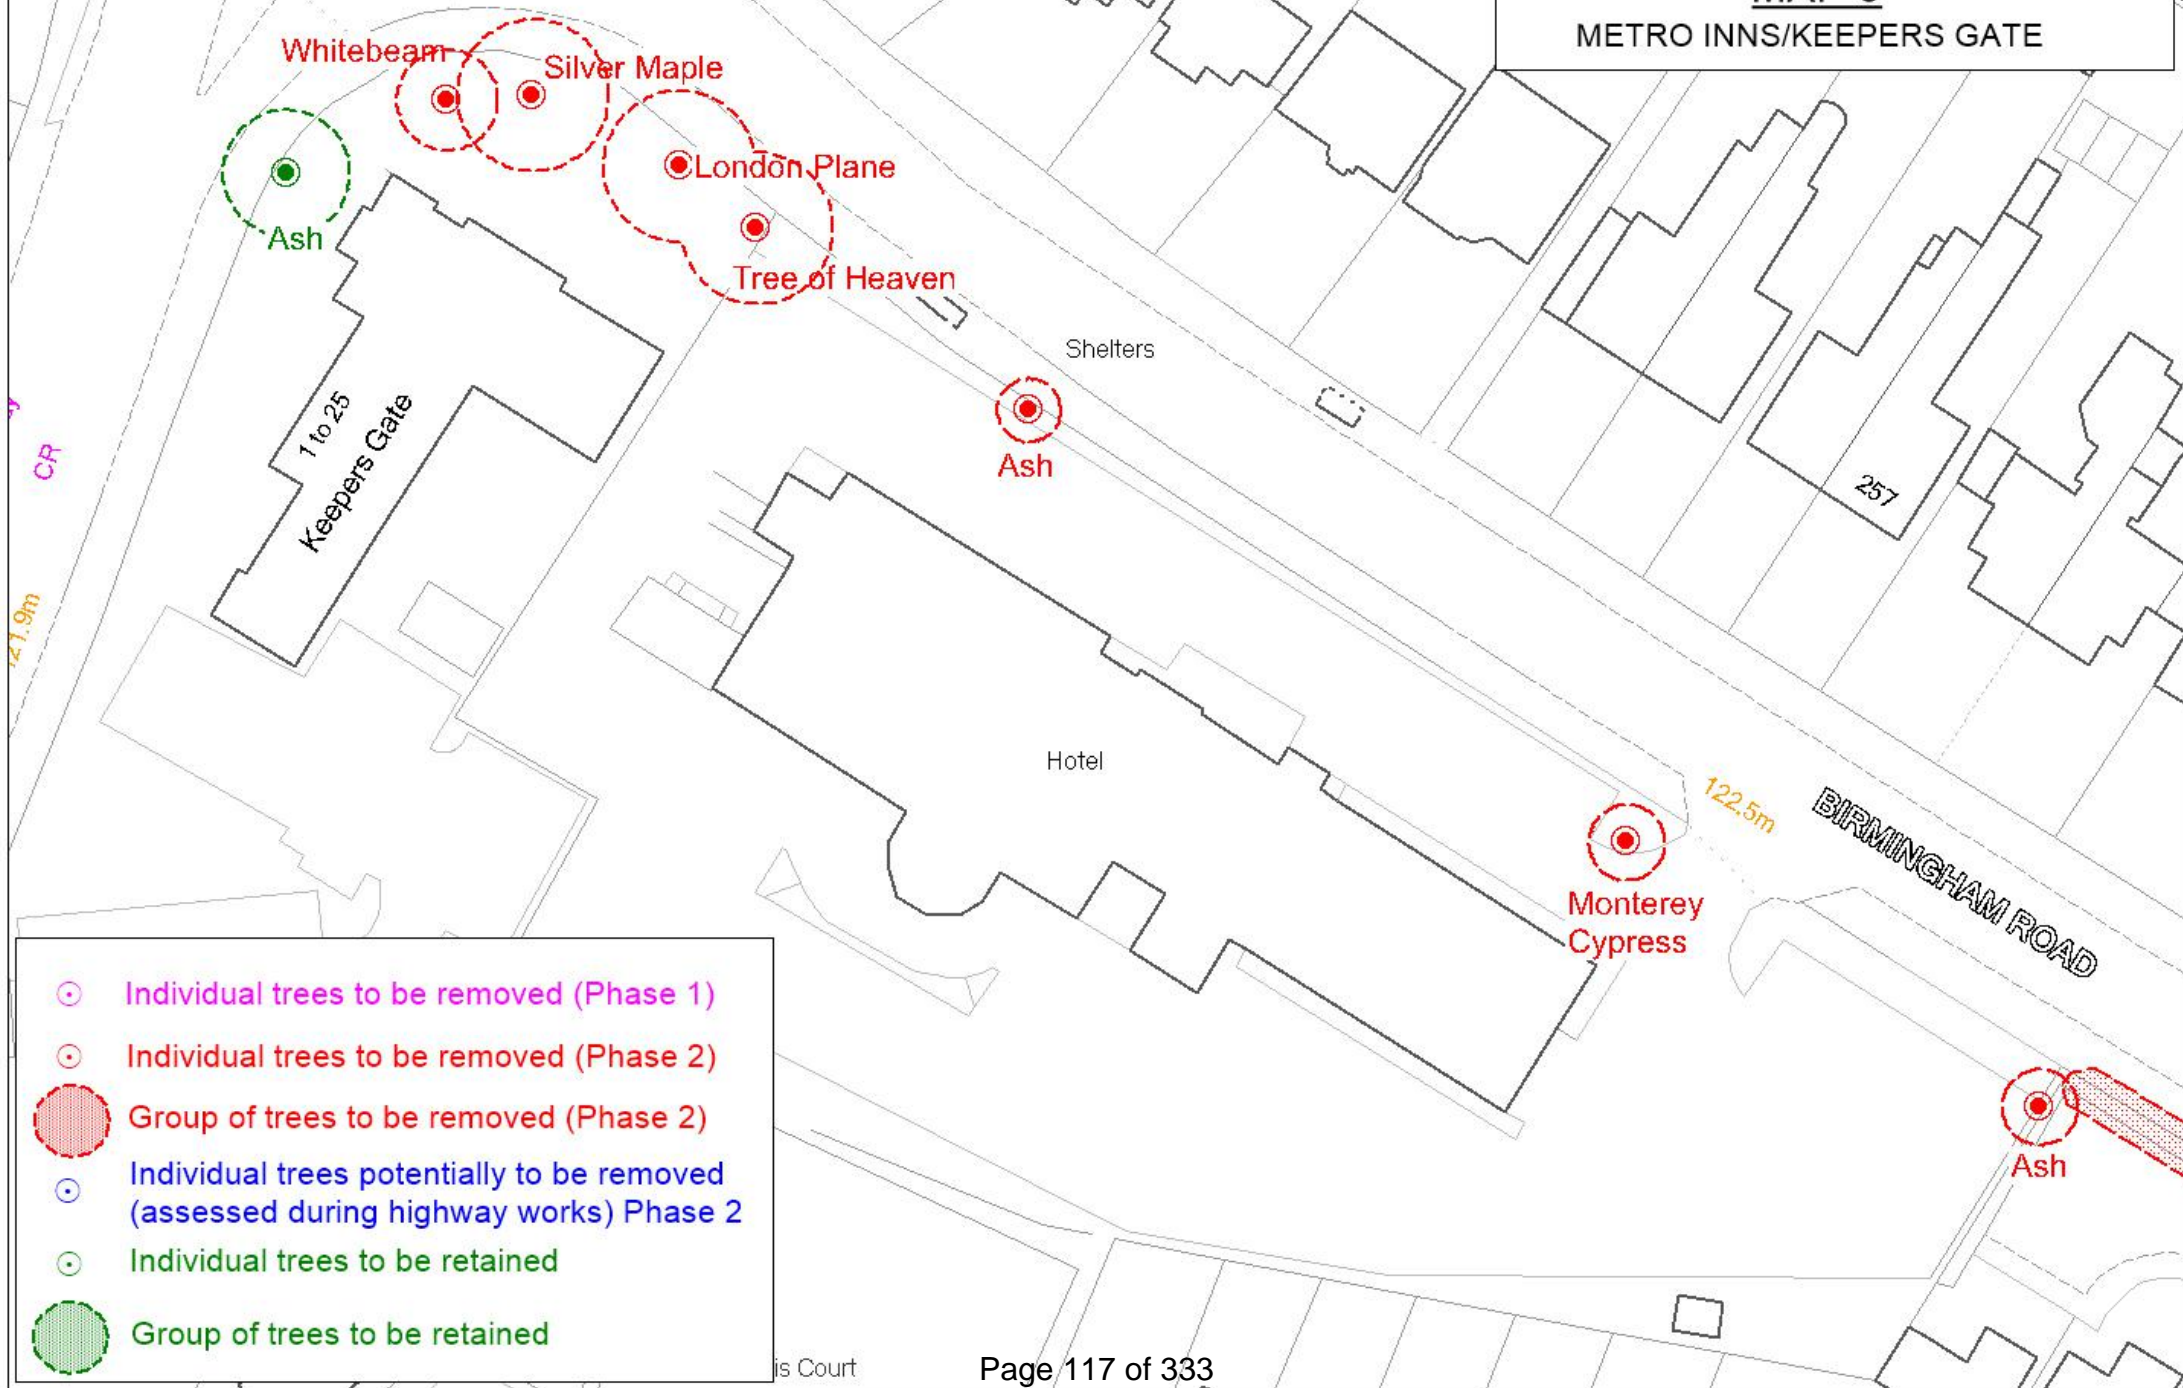 METRO INNS/KEEPERS GATE
Whitebeam
Silver Maple
London Plane
Ash
Tree of Heaven
Shelters
Ash
1 to 25
Keepers Gate
CR
257
Hotel
122.5m
BIRMINGHAM ROAD
Monterey
Cypress
Ash
Individual trees to be removed (Phase 1)
Individual trees to be removed (Phase 2)
Group of trees to be removed (Phase 2)
Individual trees potentially to be removed
(assessed during highway works) Phase 2
Individual trees to be retained
Group of trees to be retained
is Court
Page 117 of 333